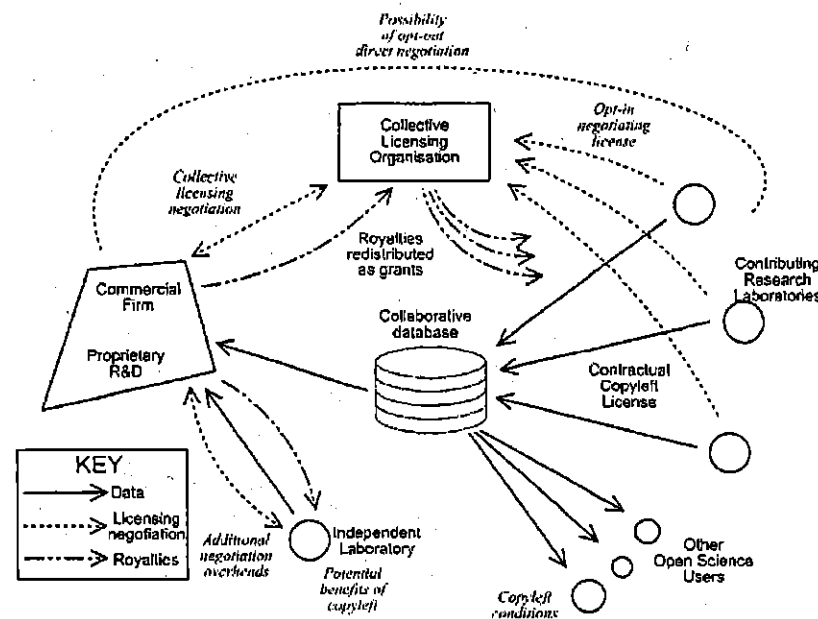 Possibility
of opt-out
direct negotiation
Collective
Licensing
Organisation
Opt-in
negotiating
license
Collective
licensing
negotiation
Royalties
redistributed
as grants
Commercial
Firm
Proprietary
R&D
Collaborative
database
Contributing
Research
Laboratories
Contractual
Copyleft
License
KEY
Data
Licensing
negotiation
Royalties
Additional
negotiation
overheads
Independent
Laboratory
Potential
benefits of
copyleft
Copyleft
conditions
Other
Open Science
Users